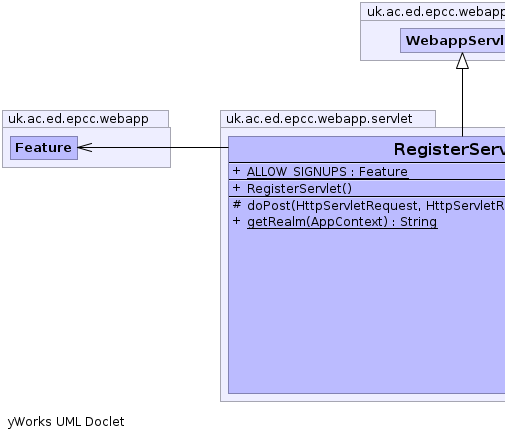 uk.ac.ed.epcc.webapp
WebappServl
uk.ac.ed.epcc.webapp
Feature
uk.ac.ed.epcc.webapp.servlet
RegisterServ
+ ALLOW_SIGNUPS : Feature
+ RegisterServlet()
# doPost(HttpServletRequest, HttpServletR
+ getRealm(AppContext) : String
yWorks UML Doclet